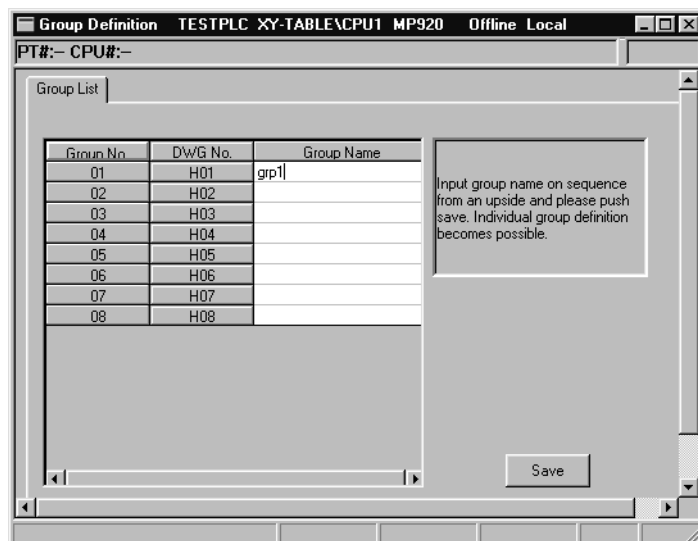 Group Definition TESTPLC XY-TABLE\CPU1 MP920 Offline Local
PT#:– CPU#:–
Group List
Group No. DWG No. Group Name
01 H01 grp1
02 H02
03 H03
04 H04
05 H05
06 H06
07 H07
08 H08
Input group name on sequence
from an upside and please push
save. Individual group definition
becomes possible.
Save